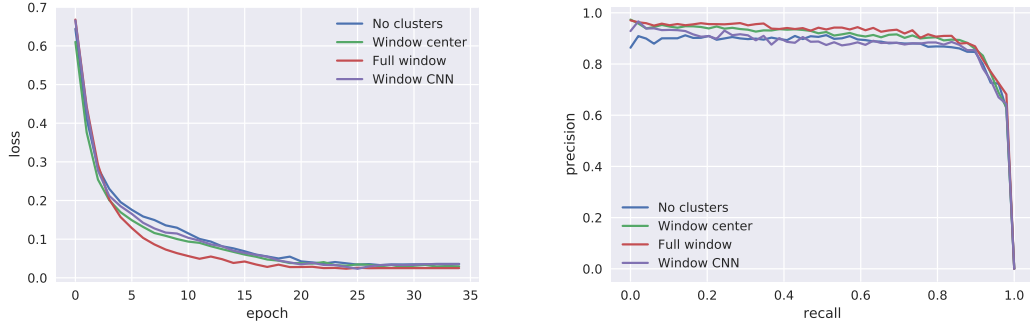 0.7
0.6
0.5
0.4
0.3
0.2
0.1
0.0
loss
0
5
10
15
20
25
30
35
epoch
No clusters
Window center
Full window
Window CNN
1.0
0.8
0.6
0.4
0.2
0.0
precision
0.0
0.2
0.4
0.6
0.8
1.0
recall
No clusters
Window center
Full window
Window CNN